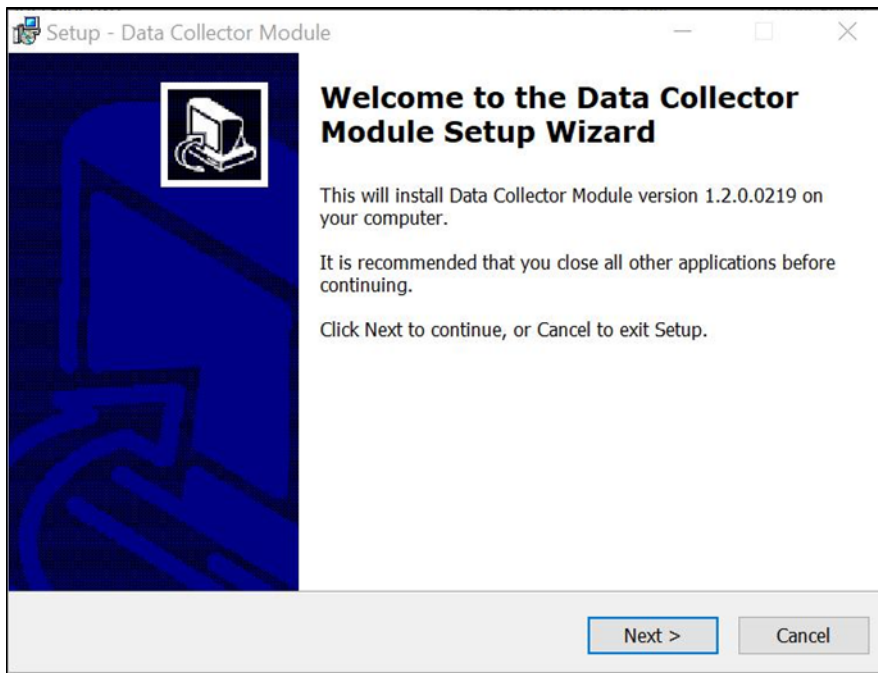 Setup - Data Collector Module
Welcome to the Data Collector
Module Setup Wizard
This will install Data Collector Module version 1.2.0.0219 on
your computer.
It is recommended that you close all other applications before
continuing.
Click Next to continue, or Cancel to exit Setup.
Next >
Cancel